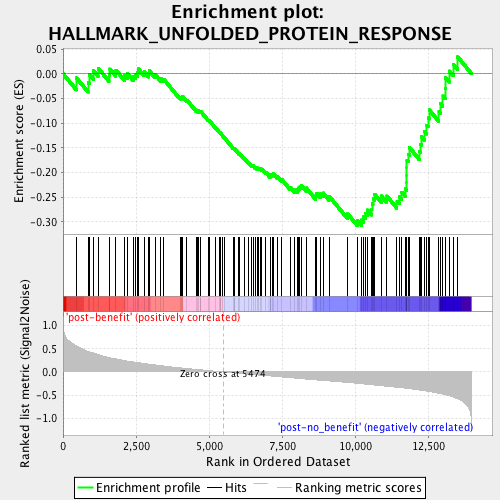 Enrichment plot:
HALLMARK_UNFOLDED_PROTEIN_RESPONSE
Enrichment score (ES)
0.05
0.00
-0.05
-0.10
-0.15
-0.20
-0.25
-0.30
'post-benefit' (positively correlated)
Ranked list metric (Signal2Noise)
1.0
0.5
0.0
-0.5
-1.0
Zero cross at 5474
'post-no_benefit' (negatively correlated)
0
2,500
5,000
7,500
10,000
12,500
Rank in Ordered Dataset
Enrichment profile
Hits
Ranking metric scores